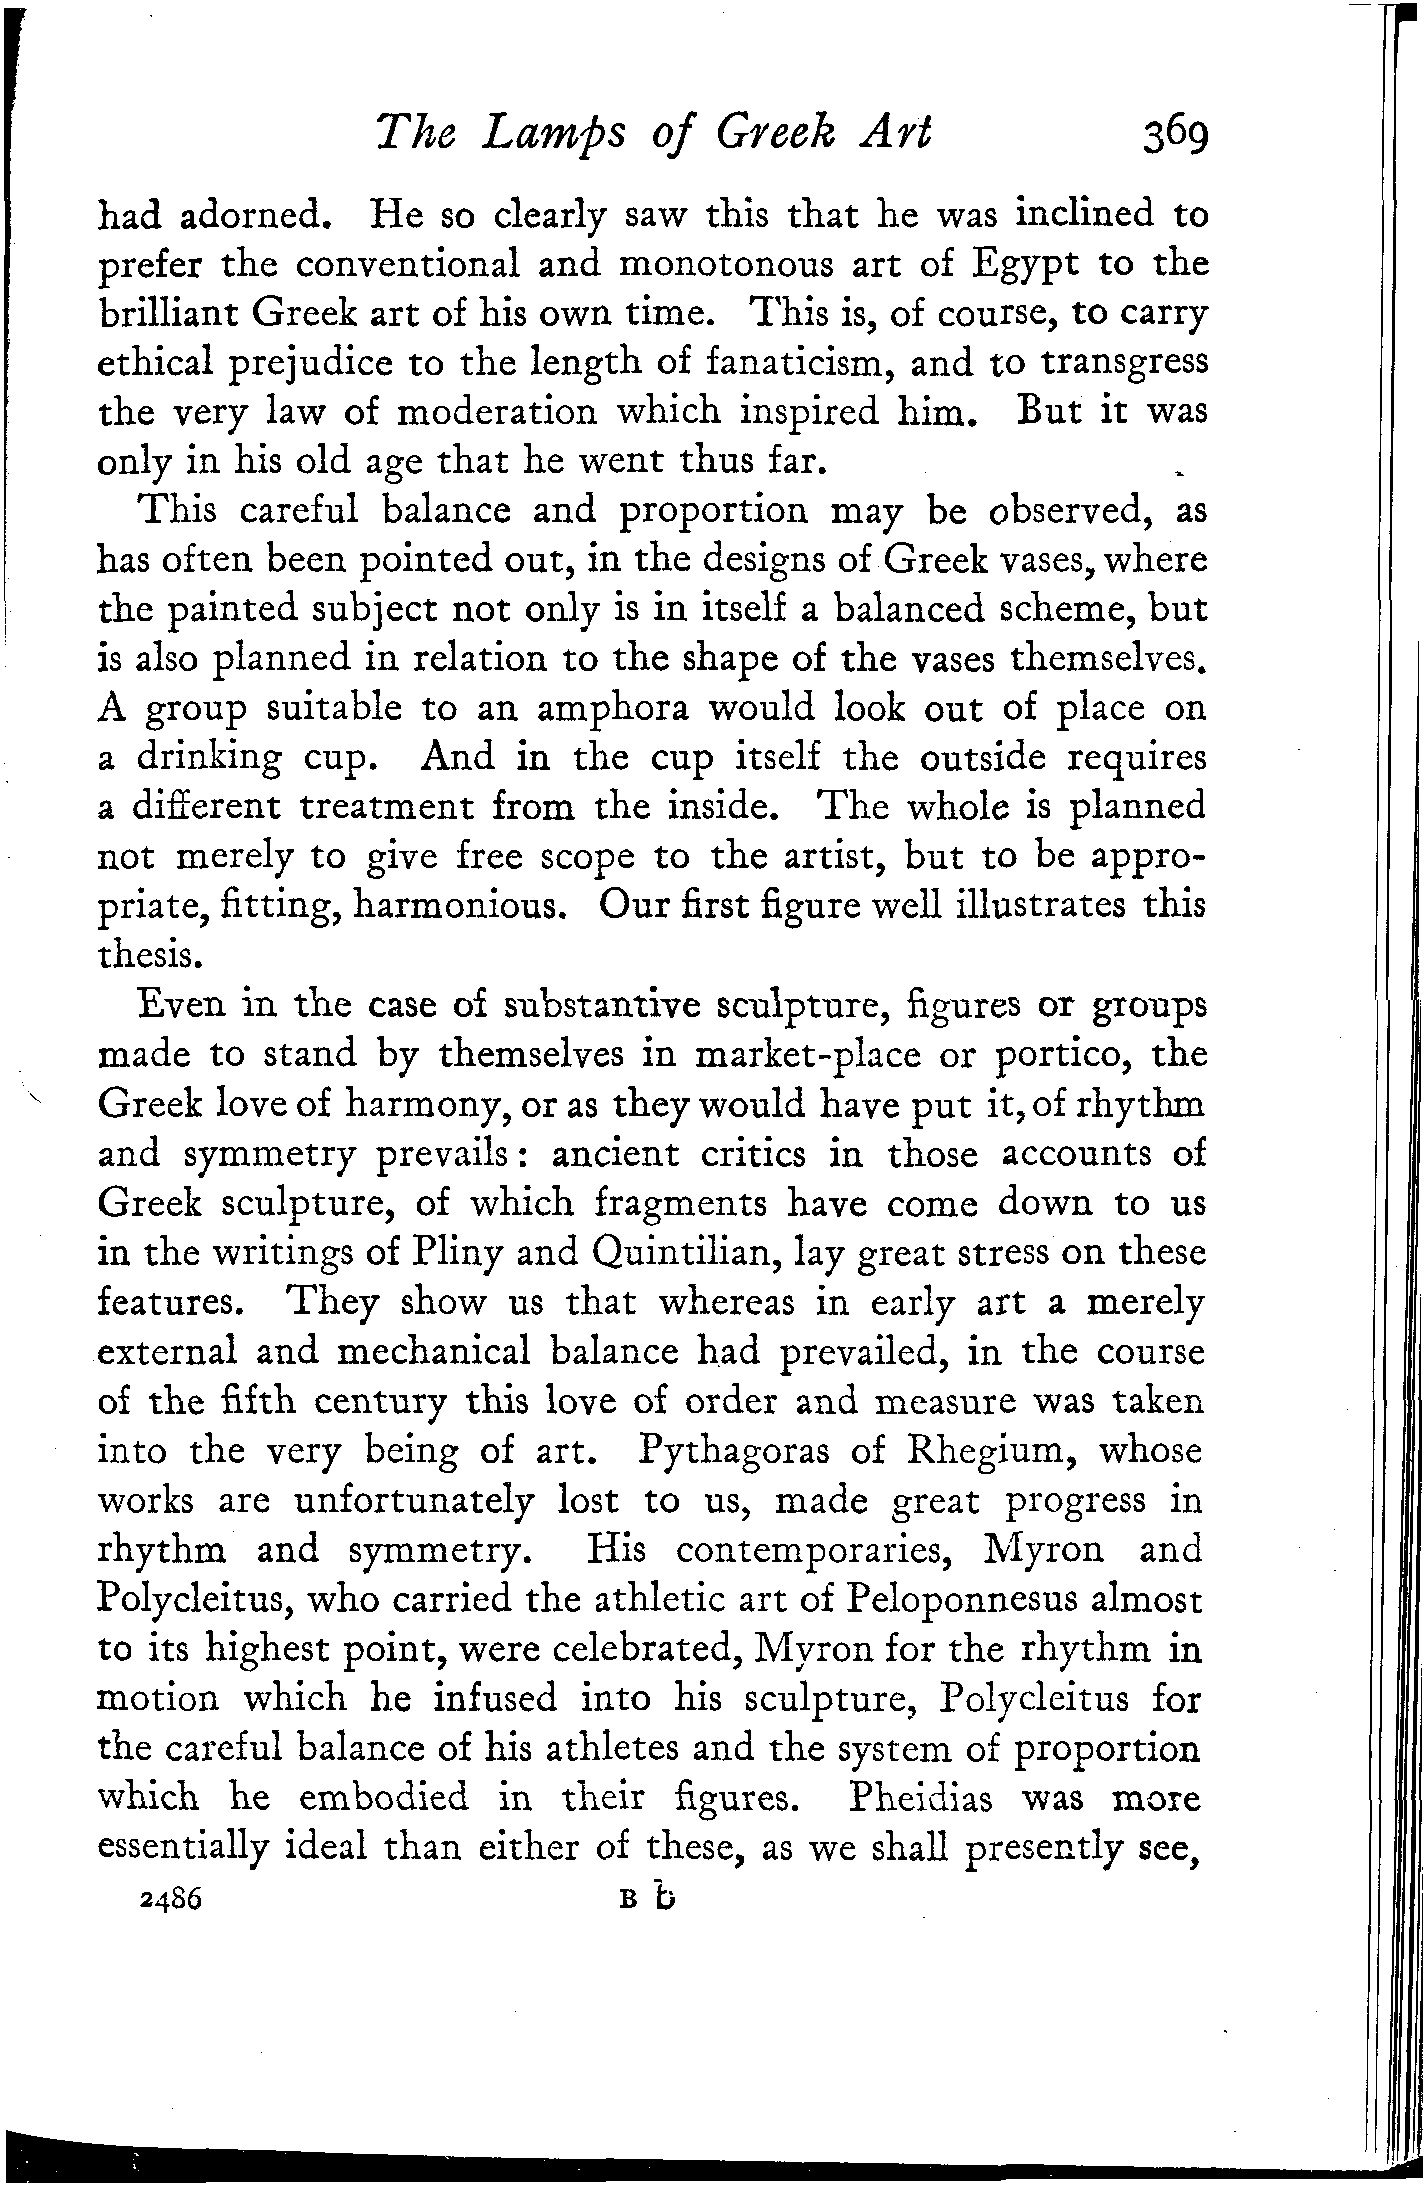 The Lamps of Greek Art 369
had adorned. He so clearly saw this that he was inclined to
prefer the conventional and monotonous art of Egypt to the
brilliant Greek art of his own time. This is, of course, to carry
ethical prejudice to the length of fanaticism, and to transgress
the very law of moderation which inspired him. But it was
only in his old age that he went thus far.
This careful balance and proportion may be observed, as
has often been pointed out, in the designs of Greek vases, where
the painted subject not only is in itself a balanced scheme, but
is also planned in relation to the shape of the vases themselves.
A group suitable to an amphora would look out of place on
a drinking cup. And in the cup itself the outside requires
a different treatment from the inside. The whole is planned
not merely to give free scope to the artist, but to be appro-
priate, fitting, harmonious. Our first figure well illustrates this
thesis.
Even in the case of substantive sculpture, figures or groups
made to stand by themselves in market-place or portico, the
Greek love of harmony, or as they would have put it, of rhythm
and symmetry prevails: ancient critics in those accounts of
Greek sculpture, of which fragments have come down to us
in the writings of Pliny and Quintilian, lay great stress on these
features. They show us that whereas in early art a merely
external and mechanical balance had prevailed, in the course
of the fifth century this love of order and measure was taken
into the very being of art. Pythagoras of Rhegium, whose
works are unfortunately lost to us, made great progress in
rhythm and symmetry. His contemporaries, Myron and
Polycleitus, who carried the athletic art of Peloponnesus almost
to its highest point, were celebrated, Myron for the rhythm in
motion which he infused into his sculpture, Polycleitus for
the careful balance of his athletes and the system of proportion
which he embodied in their figures. Pheidias was more
essentially ideal than either of these, as we shall presently see,
2486 B b